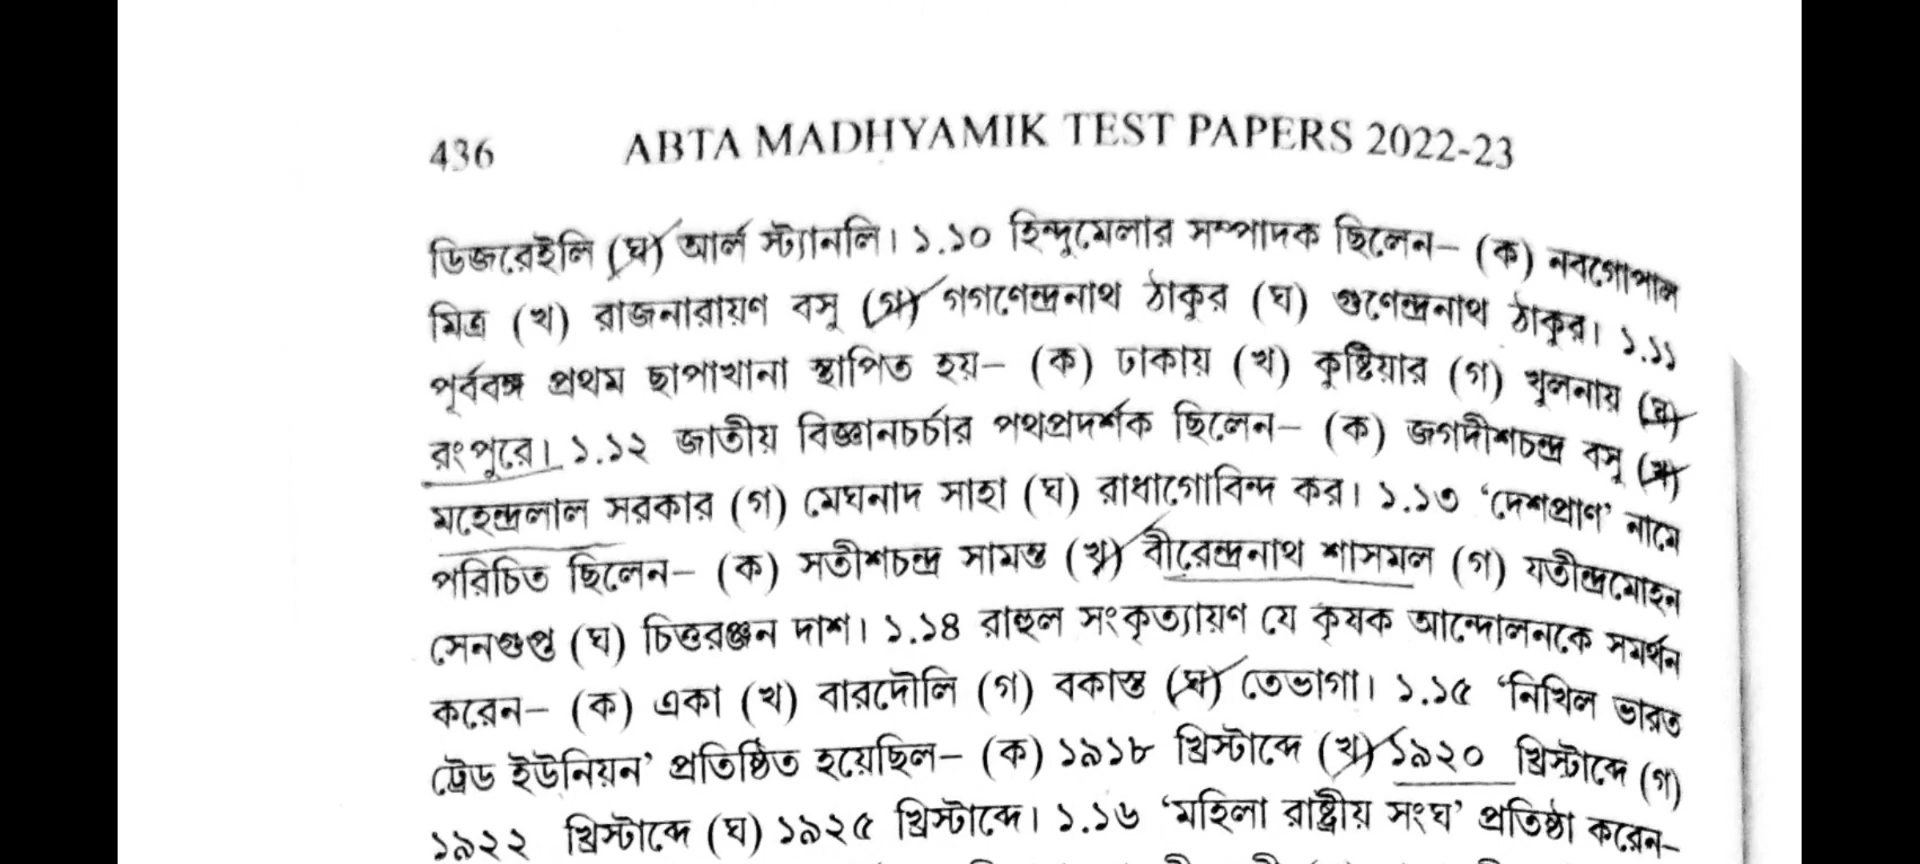 436 ABTA MADHYAMIK TEST PAPERS 2022-23
ডিজরেইলি (ঘ) আর্ল স্ট্যানলি। ১.১০ হিন্দুমেলার সম্পাদক ছিলেন– (ক) নবগোপাল
মিত্র (খ) রাজনারায়ণ বসু (গ) গগণেন্দ্রনাথ ঠাকুর (ঘ) গুণেন্দ্রনাথ ঠাকুর। ১.১১
পূর্ববঙ্গ প্রথম ছাপাখানা স্থাপিত হয়– (ক) ঢাকায় (খ) কুষ্টিয়ার (গ) খুলনায় (ঘ)
রংপুরে। ১.১২ জাতীয় বিজ্ঞানচর্চার পথপ্রদর্শক ছিলেন– (ক) জগদীশচন্দ্র বসু (খ)
মহেন্দ্রলাল সরকার (গ) মেঘনাদ সাহা (ঘ) রাধাগোবিন্দ কর। ১.১৩ ‘দেশপ্রাণ’ নামে
পরিচিত ছিলেন– (ক) সতীশচন্দ্র সামন্ত (খ) বীরেন্দ্রনাথ শাসমল (গ) যতীন্দ্রমোহন
সেনগুপ্ত (ঘ) চিত্তরঞ্জন দাশ। ১.১৪ রাহুল সংকৃত্যায়ণ যে কৃষক আন্দোলনকে সমর্থন
করেন– (ক) একা (খ) বারদৌলি (গ) বকাস্ত (ঘ) তেভাগা। ১.১৫ ‘নিখিল ভারত
ট্রেড ইউনিয়ন’ প্রতিষ্ঠিত হয়েছিল– (ক) ১৯১৮ খ্রিস্টাব্দে (খ) ১৯২০ খ্রিস্টাব্দে (গ)
১৯২২ খ্রিস্টাব্দে (ঘ) ১৯২৫ খ্রিস্টাব্দে। ১.১৬ ‘মহিলা রাষ্ট্রীয় সংঘ’ প্রতিষ্ঠা করেন–